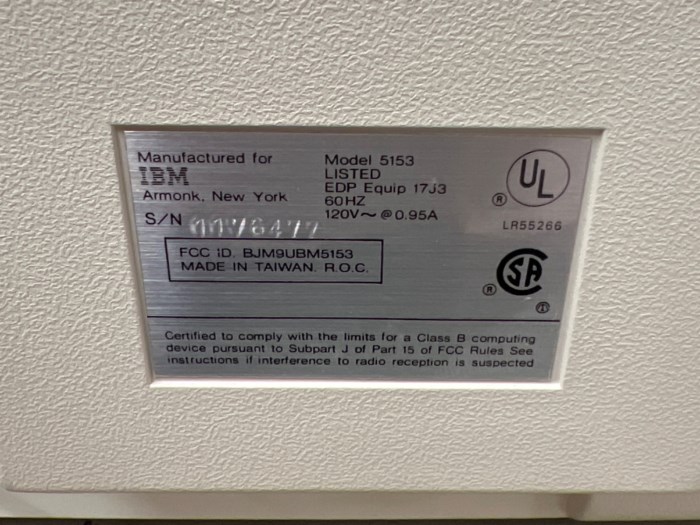 Manufactured for
IBM
Armonk, New York
S/N
Model 5153
LISTED
EDP Equip 17J3
60HZ
120V~@0.95A
UL
®
LR55266
FCC ID. BJM9UBM5153
MADE IN TAIWAN. R.O.C.
SA
®
Certified to comply with the limits for a Class B computing
device pursuant to Subpart J of Part 15 of FCC Rules See
instructions if interference to radio reception is suspected